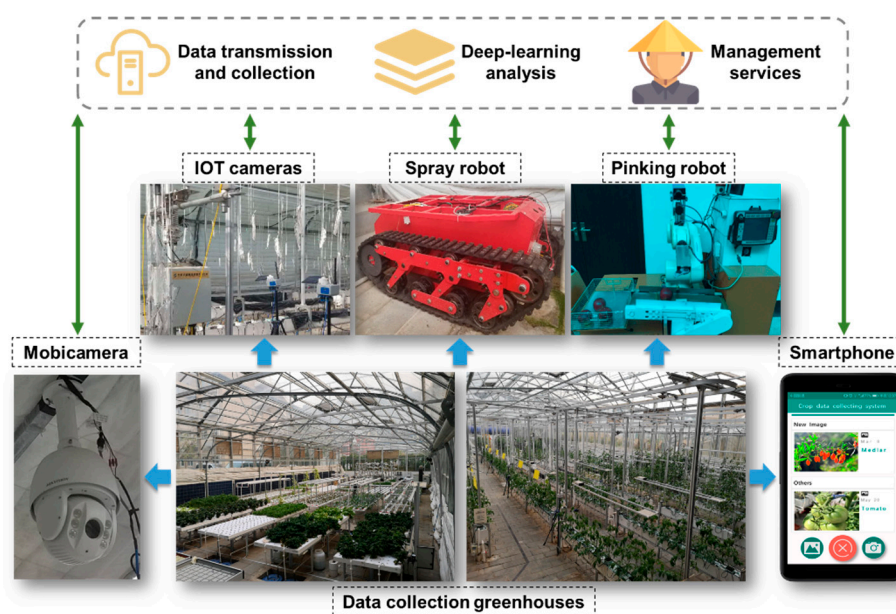 Data transmission
and collection
Deep-learning
analysis
Management
services
IOT cameras
Spray robot
Pinking robot
Mobicamera
Smartphone
Crop data collecting system
New Image
Medlar
Others
Tomato
Data collection greenhouses